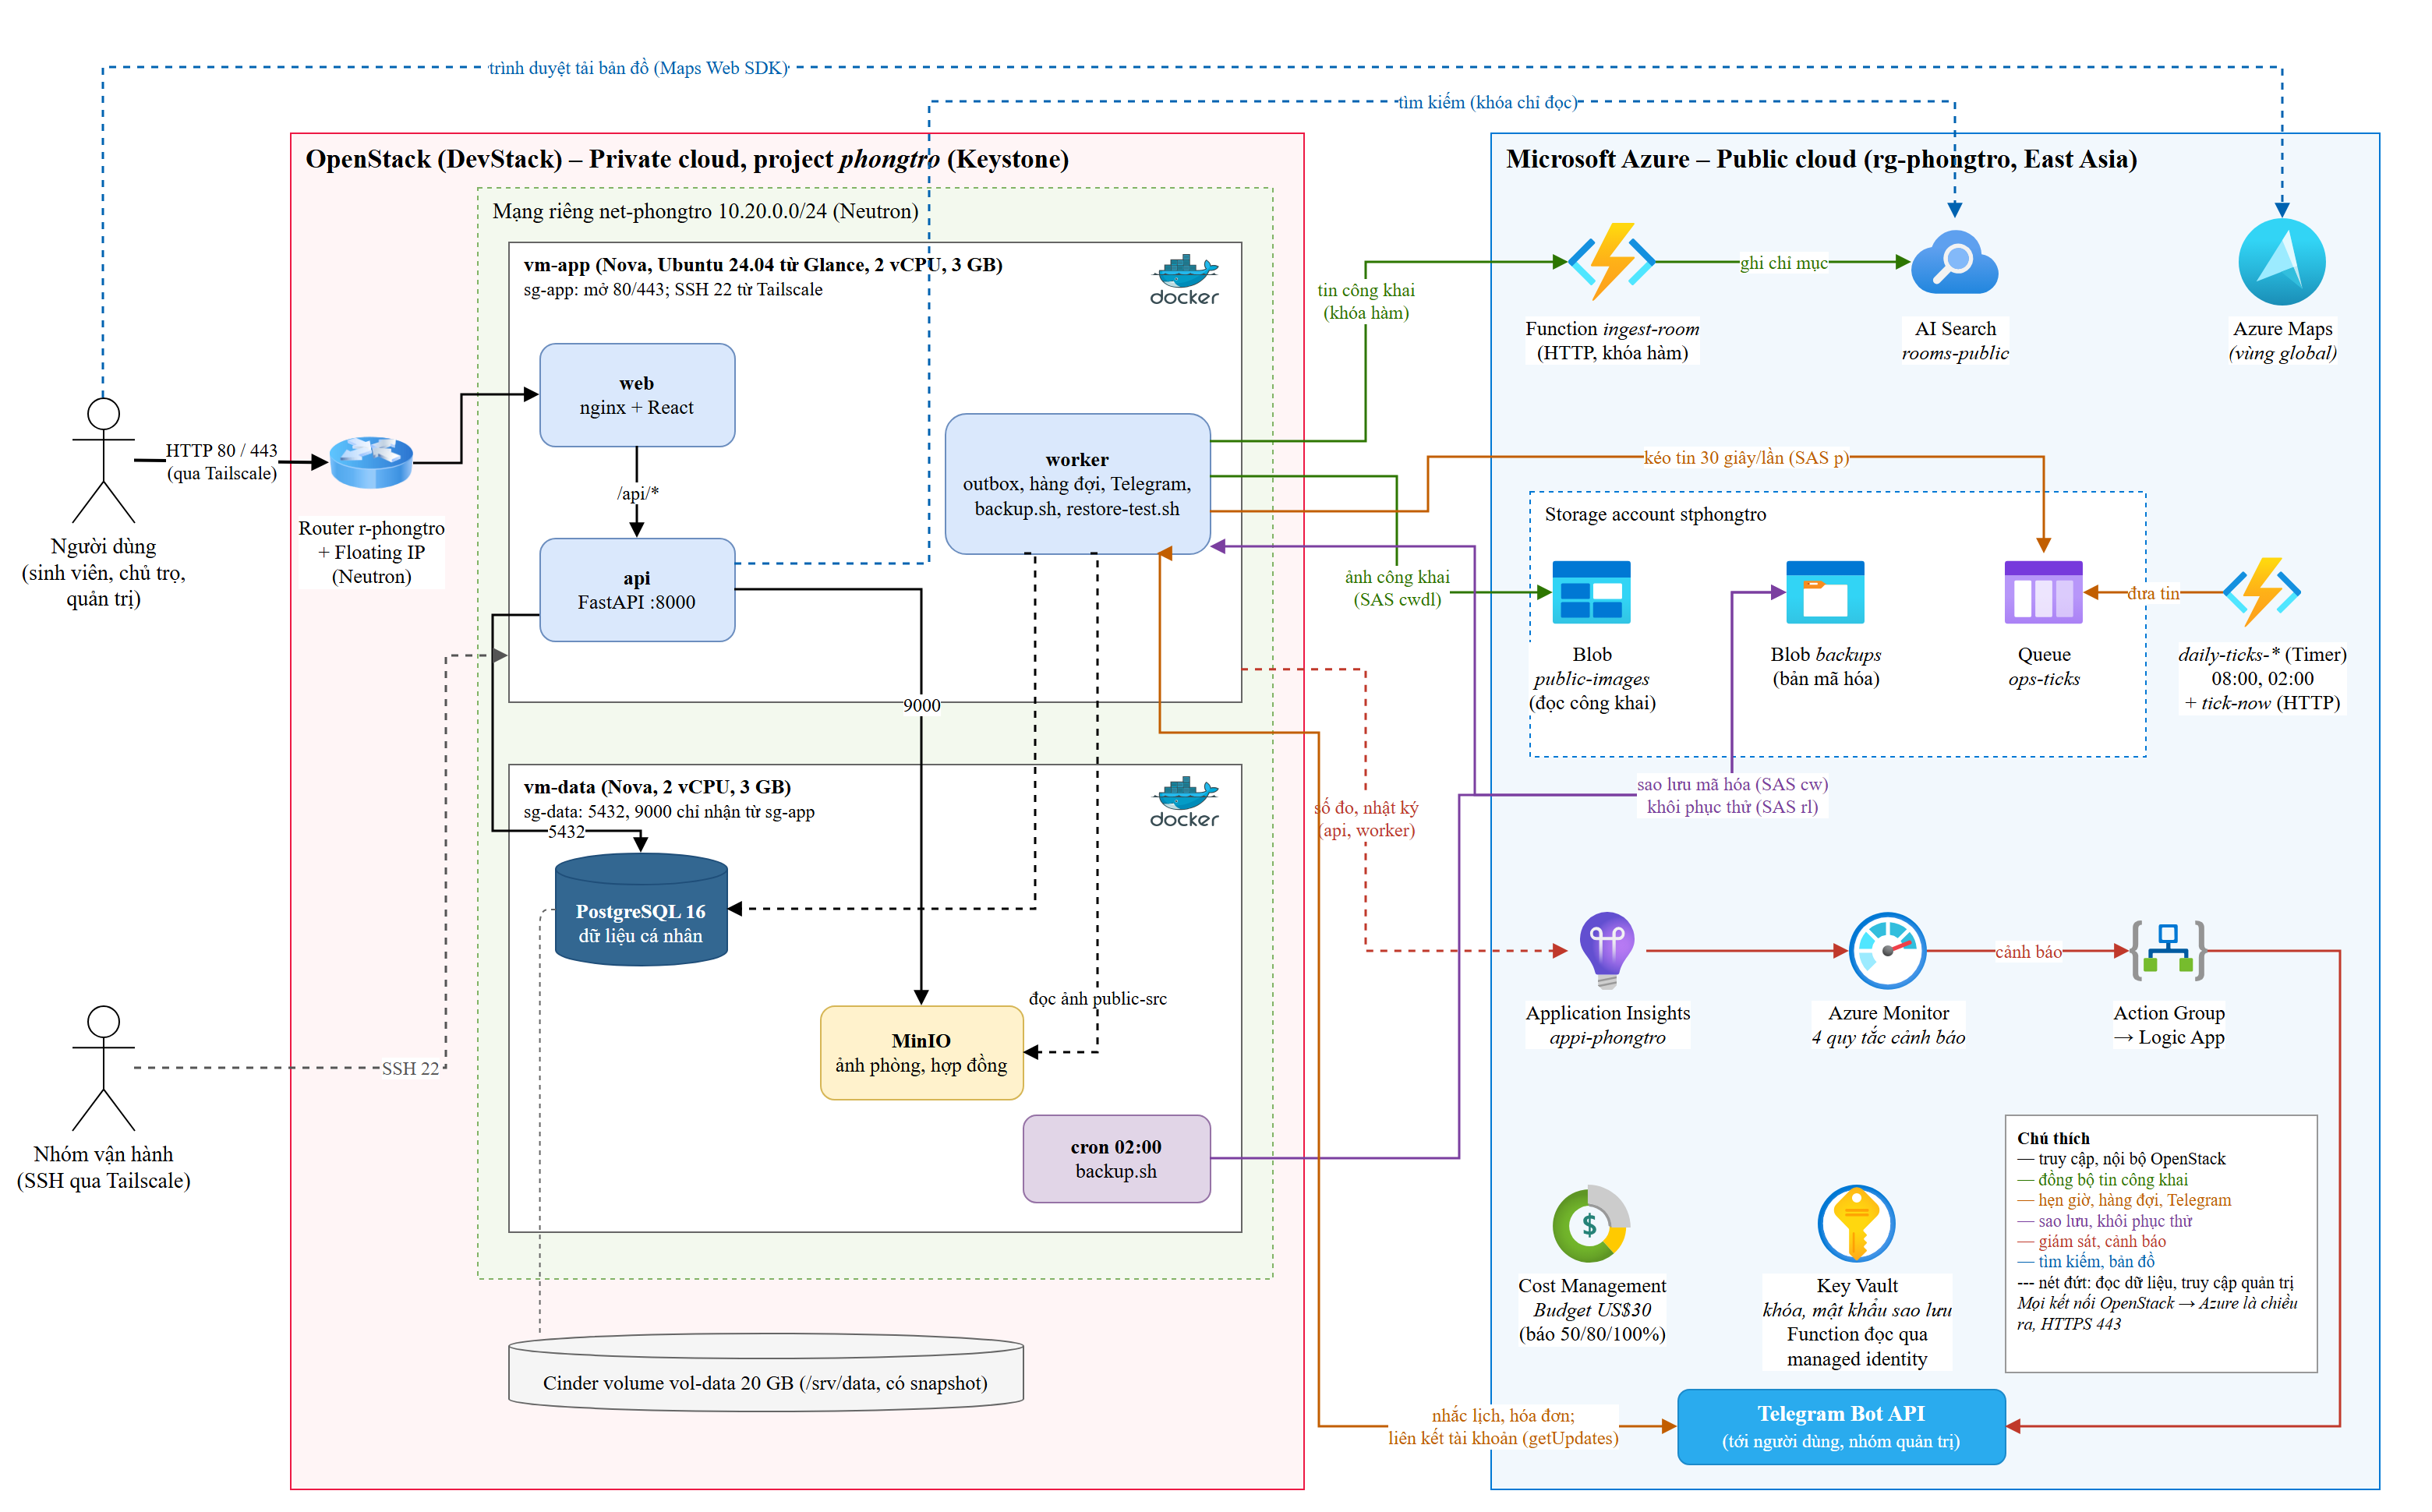 trình duyệt tải bản đồ (Maps Web SDK)
tìm kiếm (khóa chỉ đọc)
OpenStack (DevStack) – Private cloud, project phongtro (Keystone)
Microsoft Azure – Public cloud (rg-phongtro, East Asia)
Mạng riêng net-phongtro 10.20.0.0/24 (Neutron)
vm-app (Nova, Ubuntu 24.04 từ Glance, 2 vCPU, 3 GB)
sg-app: mở 80/443; SSH 22 từ Tailscale
docker
web
nginx + React
/api/*
api
FastAPI :8000
worker
outbox, hàng đợi, Telegram,
backup.sh, restore-test.sh
HTTP 80 / 443
(qua Tailscale)
Router r-phongtro
+ Floating IP
(Neutron)
Người dùng
(sinh viên, chủ trọ,
quản trị)
tin công khai
(khóa hàm)
Function ingest-room
(HTTP, khóa hàm)
ghi chỉ mục
AI Search
rooms-public
Azure Maps
(vùng global)
kéo tin 30 giây/lần (SAS p)
Storage account stphongtro
ảnh công khai
(SAS cwdl)
Blob
public-images
(đọc công khai)
Blob backups
(bản mã hóa)
Queue
ops-ticks
đưa tin
daily-ticks-* (Timer)
08:00, 02:00
+ tick-now (HTTP)
9000
vm-data (Nova, 2 vCPU, 3 GB)
sg-data: 5432, 9000 chỉ nhận từ sg-app
5432
docker
sao lưu mã hóa (SAS cw)
khôi phục thử (SAS rl)
số đo, nhật ký
(api, worker)
PostgreSQL 16
dữ liệu cá nhân
đọc ảnh public-src
MinIO
ảnh phòng, hợp đồng
cron 02:00
backup.sh
SSH 22
Nhóm vận hành
(SSH qua Tailscale)
Application Insights
appi-phongtro
Azure Monitor
4 quy tắc cảnh báo
cảnh báo
Action Group
→ Logic App
Cost Management
Budget US$30
(báo 50/80/100%)
Key Vault
khóa, mật khẩu sao lưu
Function đọc qua
managed identity
Chú thích
— truy cập, nội bộ OpenStack
— đồng bộ tin công khai
— hẹn giờ, hàng đợi, Telegram
— sao lưu, khôi phục thử
— giám sát, cảnh báo
— tìm kiếm, bản đồ
--- nét đứt: đọc dữ liệu, truy cập quản trị
Mọi kết nối OpenStack → Azure là chiều
ra, HTTPS 443
Cinder volume vol-data 20 GB (/srv/data, có snapshot)
nhắc lịch, hóa đơn;
liên kết tài khoản (getUpdates)
Telegram Bot API
(tới người dùng, nhóm quản trị)